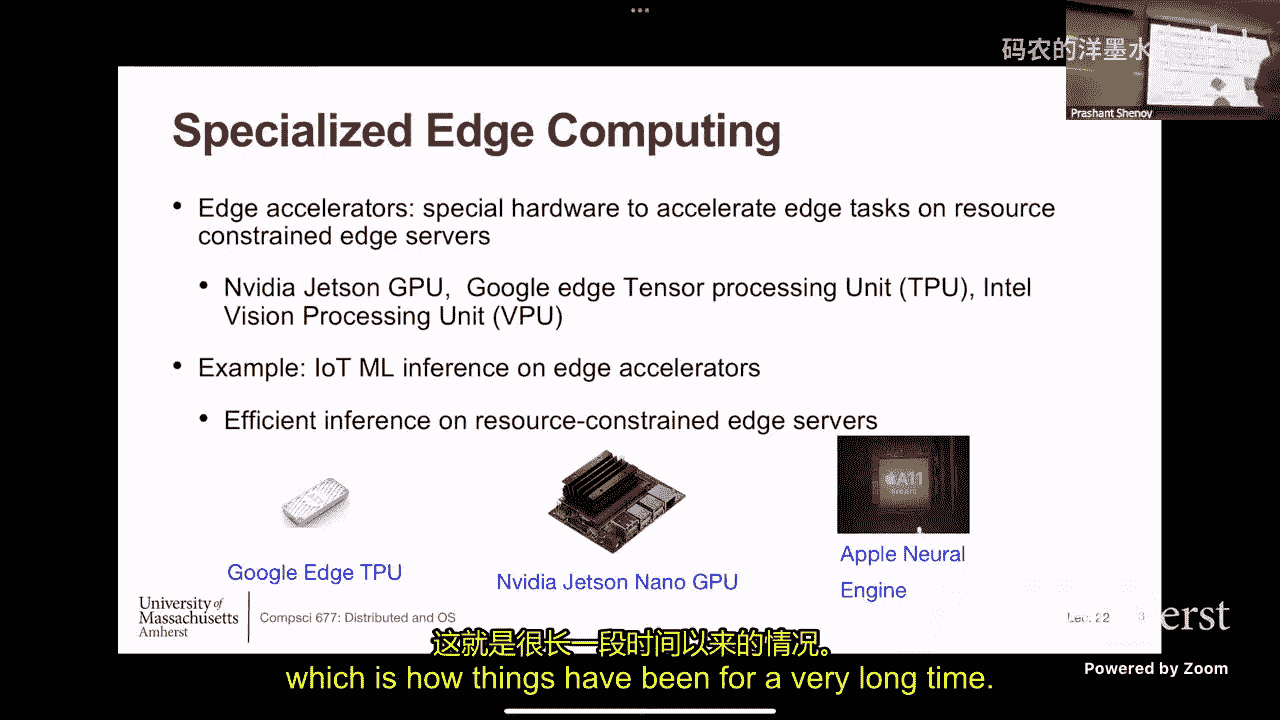 码农的洋墨水
Prashant Shenoy
Specialized Edge Computing
• Edge accelerators: special hardware to accelerate edge tasks on resource
constrained edge servers
• Nvidia Jetson GPU, Google edge Tensor processing Unit (TPU), Intel
Vision Processing Unit (VPU)
• Example: IoT ML inference on edge accelerators
• Efficient inference on resource-constrained edge servers
A11
Google Edge TPU
Nvidia Jetson Nano GPU
Apple Neural
Engine
University of
Massachusetts
Amherst
Compsci 677: Distributed and OS
Lec. 22
erst
这就是很长一段时间以来的情况。
which is how things have been for a very long time.
Powered by Zoom